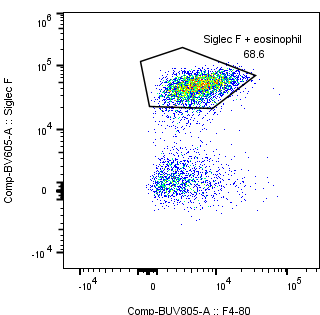 Siglec F + eosinophil
68.6
10^6
10^5
10^4
0
-10^4
Comp-BV605-A :: Siglec F
-10^4 0 10^4 10^5
Comp-BUV805-A :: F4-80